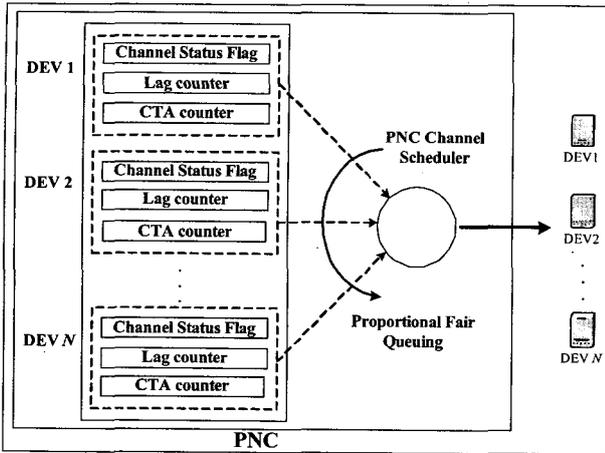 DEV 1
Channel Status Flag
Lag counter
CTA counter
DEV 2
Channel Status Flag
Lag counter
CTA counter
DEV N
Channel Status Flag
Lag counter
CTA counter
PNC Channel
Scheduler
Proportional Fair
Queuing
DEV1
DEV2
DEV N
PNC